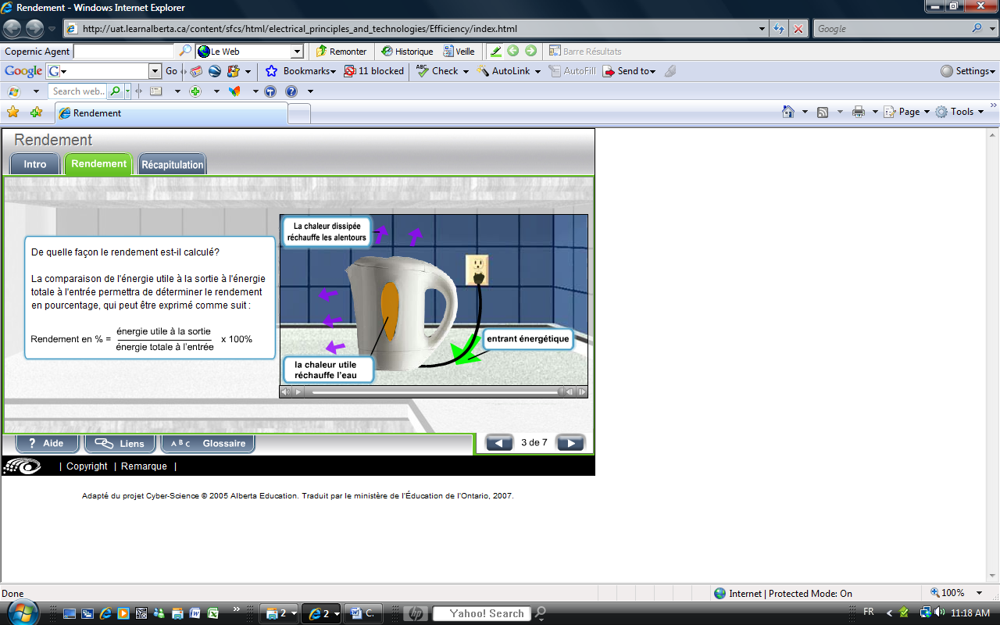 Rendement - Windows Internet Explorer
http://uat.learnalberta.ca/content/sfcs/html/electrical_principles_and_technologies/Efficiency/index.html
Google
Copernic Agent Le Web Remonter Historique Veille Barre Résultats
Google G Go Bookmarks 11 blocked ABC Check AutoLink AutoFill Send to Settings
Search web..
Rendement Page Tools
Rendement
Intro Rendement Récapitulation
La chaleur dissipée
réchauffe les alentours
De quelle façon le rendement est-il calculé?
La comparaison de l'énergie utile à la sortie à l'énergie
totale à l'entrée permettra de déterminer le rendement
en pourcentage, qui peut être exprimé comme suit :
Rendement en % = énergie utile à la sortie
énergie totale à l'entrée x 100%
entrant énergétique
la chaleur utile
réchauffe l'eau
? Aide Liens A B C Glossaire 3 de 7
| Copyright | Remarque |
Adapté du projet Cyber-Science © 2005 Alberta Education. Traduit par le ministère de l'Éducation de l'Ontario, 2007.
Done Internet | Protected Mode: On 100%
2 2 C. hp Yahoo! Search FR 11:18 AM